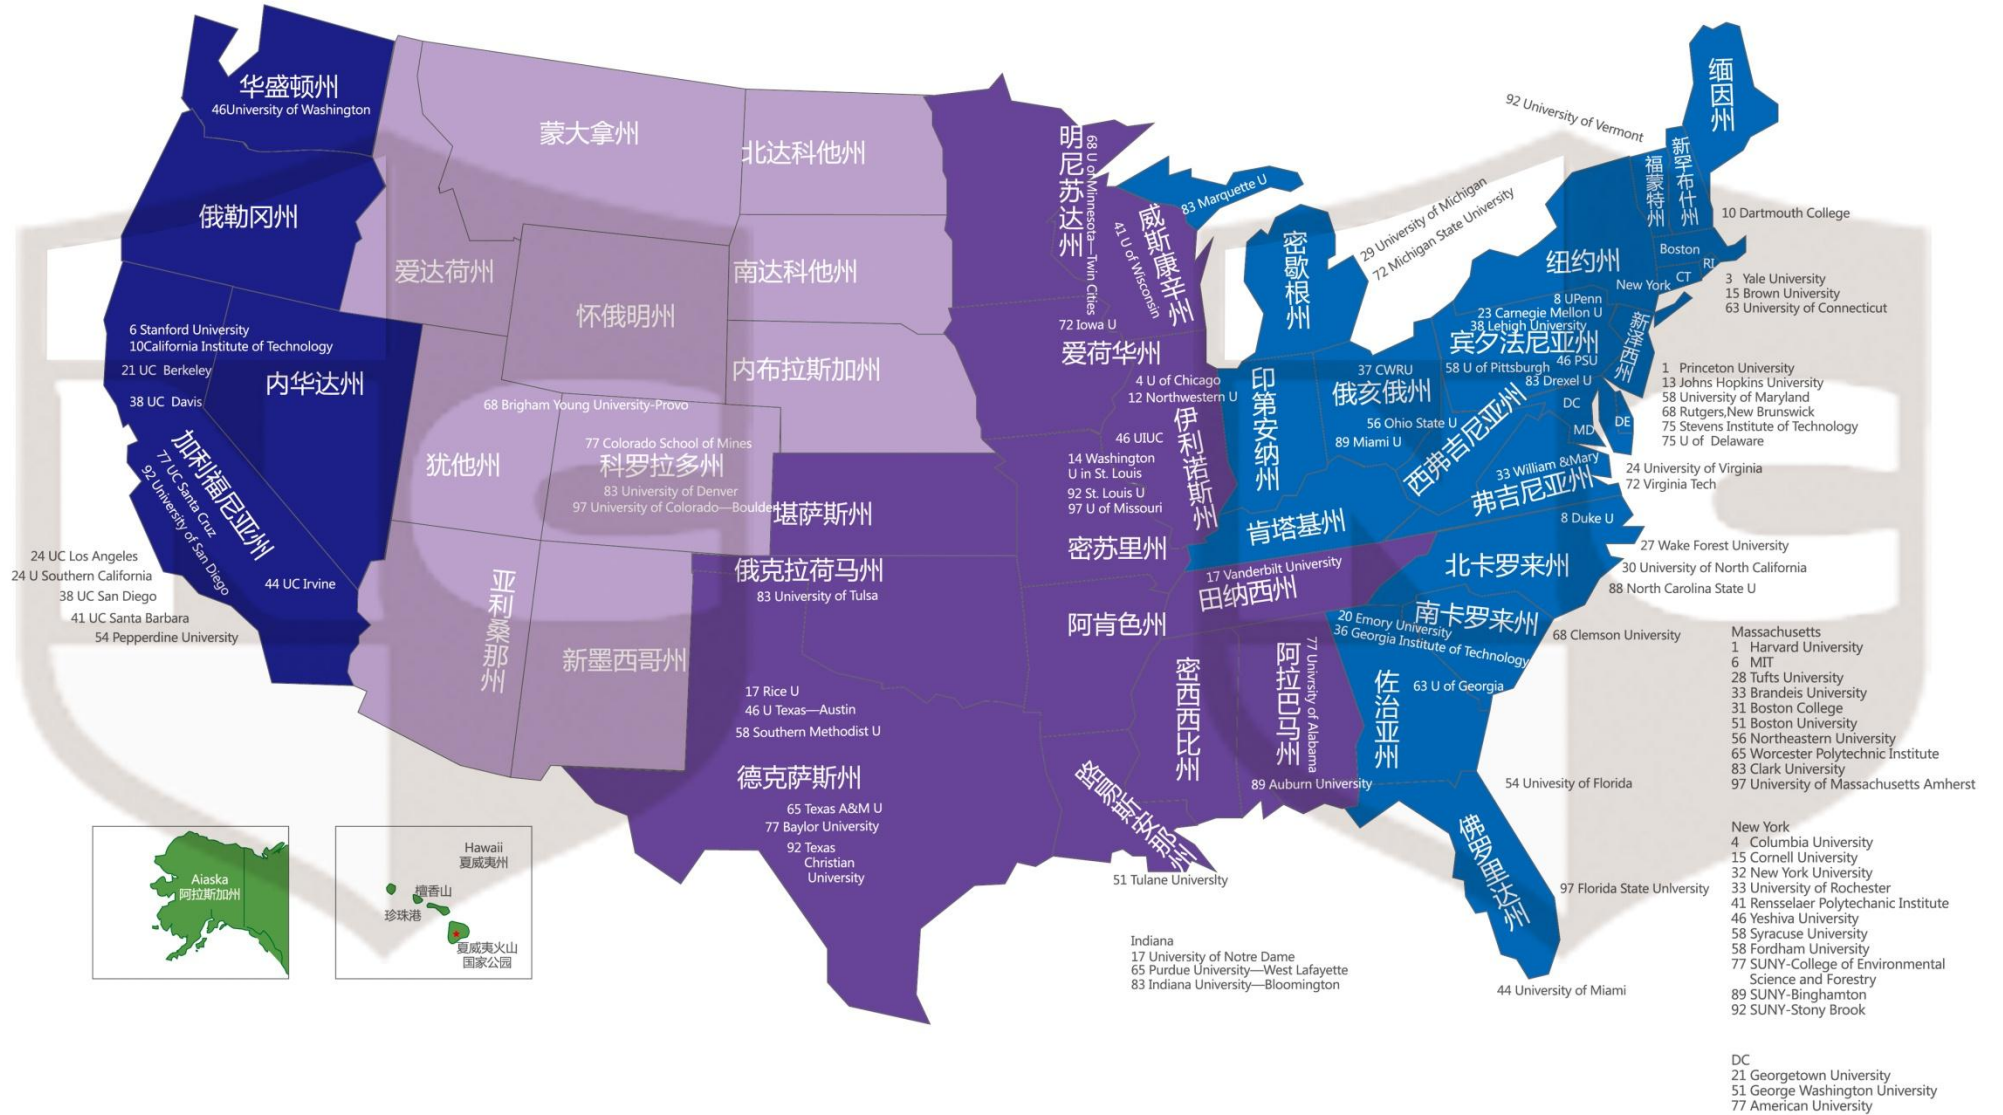 华盛顿州
46University of Washington
俄勒冈州
6 Stanford University
10California Institute of Technology
21 UC Berkeley
38 UC Davis
内华达州
加利福尼亚州
77 UC Santa Cruz
92 University of San Diego
44 UC Irvine
24 UC Los Angeles
24 U Southern California
38 UC San Diego
41 UC Santa Barbara
54 Pepperdine University
蒙大拿州
爱达荷州
怀俄明州
犹他州
68 Brigham Young University-Provo
77 Colorado School of Mines
科罗拉多州
83 University of Denver
97 University of Colorado—Boulder
亚利桑那州
新墨西哥州
北达科他州
南达科他州
内布拉斯加州
堪萨斯州
俄克拉荷马州
83 University of Tulsa
17 Rice U
46 U Texas—Austin
58 Southern Methodist U
德克萨斯州
65 Texas A&M U
77 Baylor University
92 Texas
Christian
University
明尼苏达州
68 U of Minnesota—Twin Cities
威斯康辛州
41 U of Wisconsin
83 Marquette U
72 Iowa U
爱荷华州
4 U of Chicago
12 Northwestern U
46 UIUC
伊利诺斯州
14 Washington
U in St. Louis
92 St. Louis U
97 U of Missouri
密苏里州
阿肯色州
路易斯安那州
51 Tulane University
密西西比州
阿拉巴马州
77 Univrsity of Alabama
89 Auburn University
17 Vanderbilt University
田纳西州
肯塔基州
印第安纳州
密歇根州
29 University of Michigan
72 Michigan State University
37 CWRU
俄亥俄州
56 Ohio State U
89 Miami U
西弗吉尼亚州
33 William &Mary
弗吉尼亚州
24 University of Virginia
72 Virginia Tech
8 Duke U
27 Wake Forest University
北卡罗来州
30 University of North California
88 North Carolina State U
南卡罗来州
68 Clemson University
20 Emory University
36 Georgia Institute of Technology
63 U of Georgia
佐治亚州
54 Univesity of Florida
佛罗里达州
97 Florida State University
44 University of Miami
缅因州
92 University of Vermont
新罕布什州
福蒙特州
10 Dartmouth College
Boston
RI
CT
纽约州
New York
3 Yale University
15 Brown University
63 University of Connecticut
8 UPenn
23 Carnegie Mellon U
38 Lehigh University
宾夕法尼亚州
46 PSU
58 U of Pittsburgh
83 Drexel U
新泽西州
DC
MD
DE
1 Princeton University
13 Johns Hopkins University
58 University of Maryland
68 Rutgers,New Brunswick
75 Stevens Institute of Technology
75 U of Delaware
Massachusetts
1 Harvard University
6 MIT
28 Tufts University
33 Brandeis University
31 Boston College
51 Boston University
56 Northeastern University
65 Worcester Polytechnic Institute
83 Clark University
97 University of Massachusetts Amherst
New York
4 Columbia University
15 Cornell University
32 New York University
33 University of Rochester
41 Rensselaer Polytechanic Institute
46 Yeshiva University
58 Syracuse University
58 Fordham University
77 SUNY-College of Environmental
Science and Forestry
89 SUNY-Binghamton
92 SUNY-Stony Brook
DC
21 Georgetown University
51 George Washington University
77 American University
Indiana
17 University of Notre Dame
65 Purdue University—West Lafayette
83 Indiana University—Bloomington
Aiaska
阿拉斯加州
Hawaii
夏威夷州
檀香山
珍珠港
夏威夷火山
国家公园